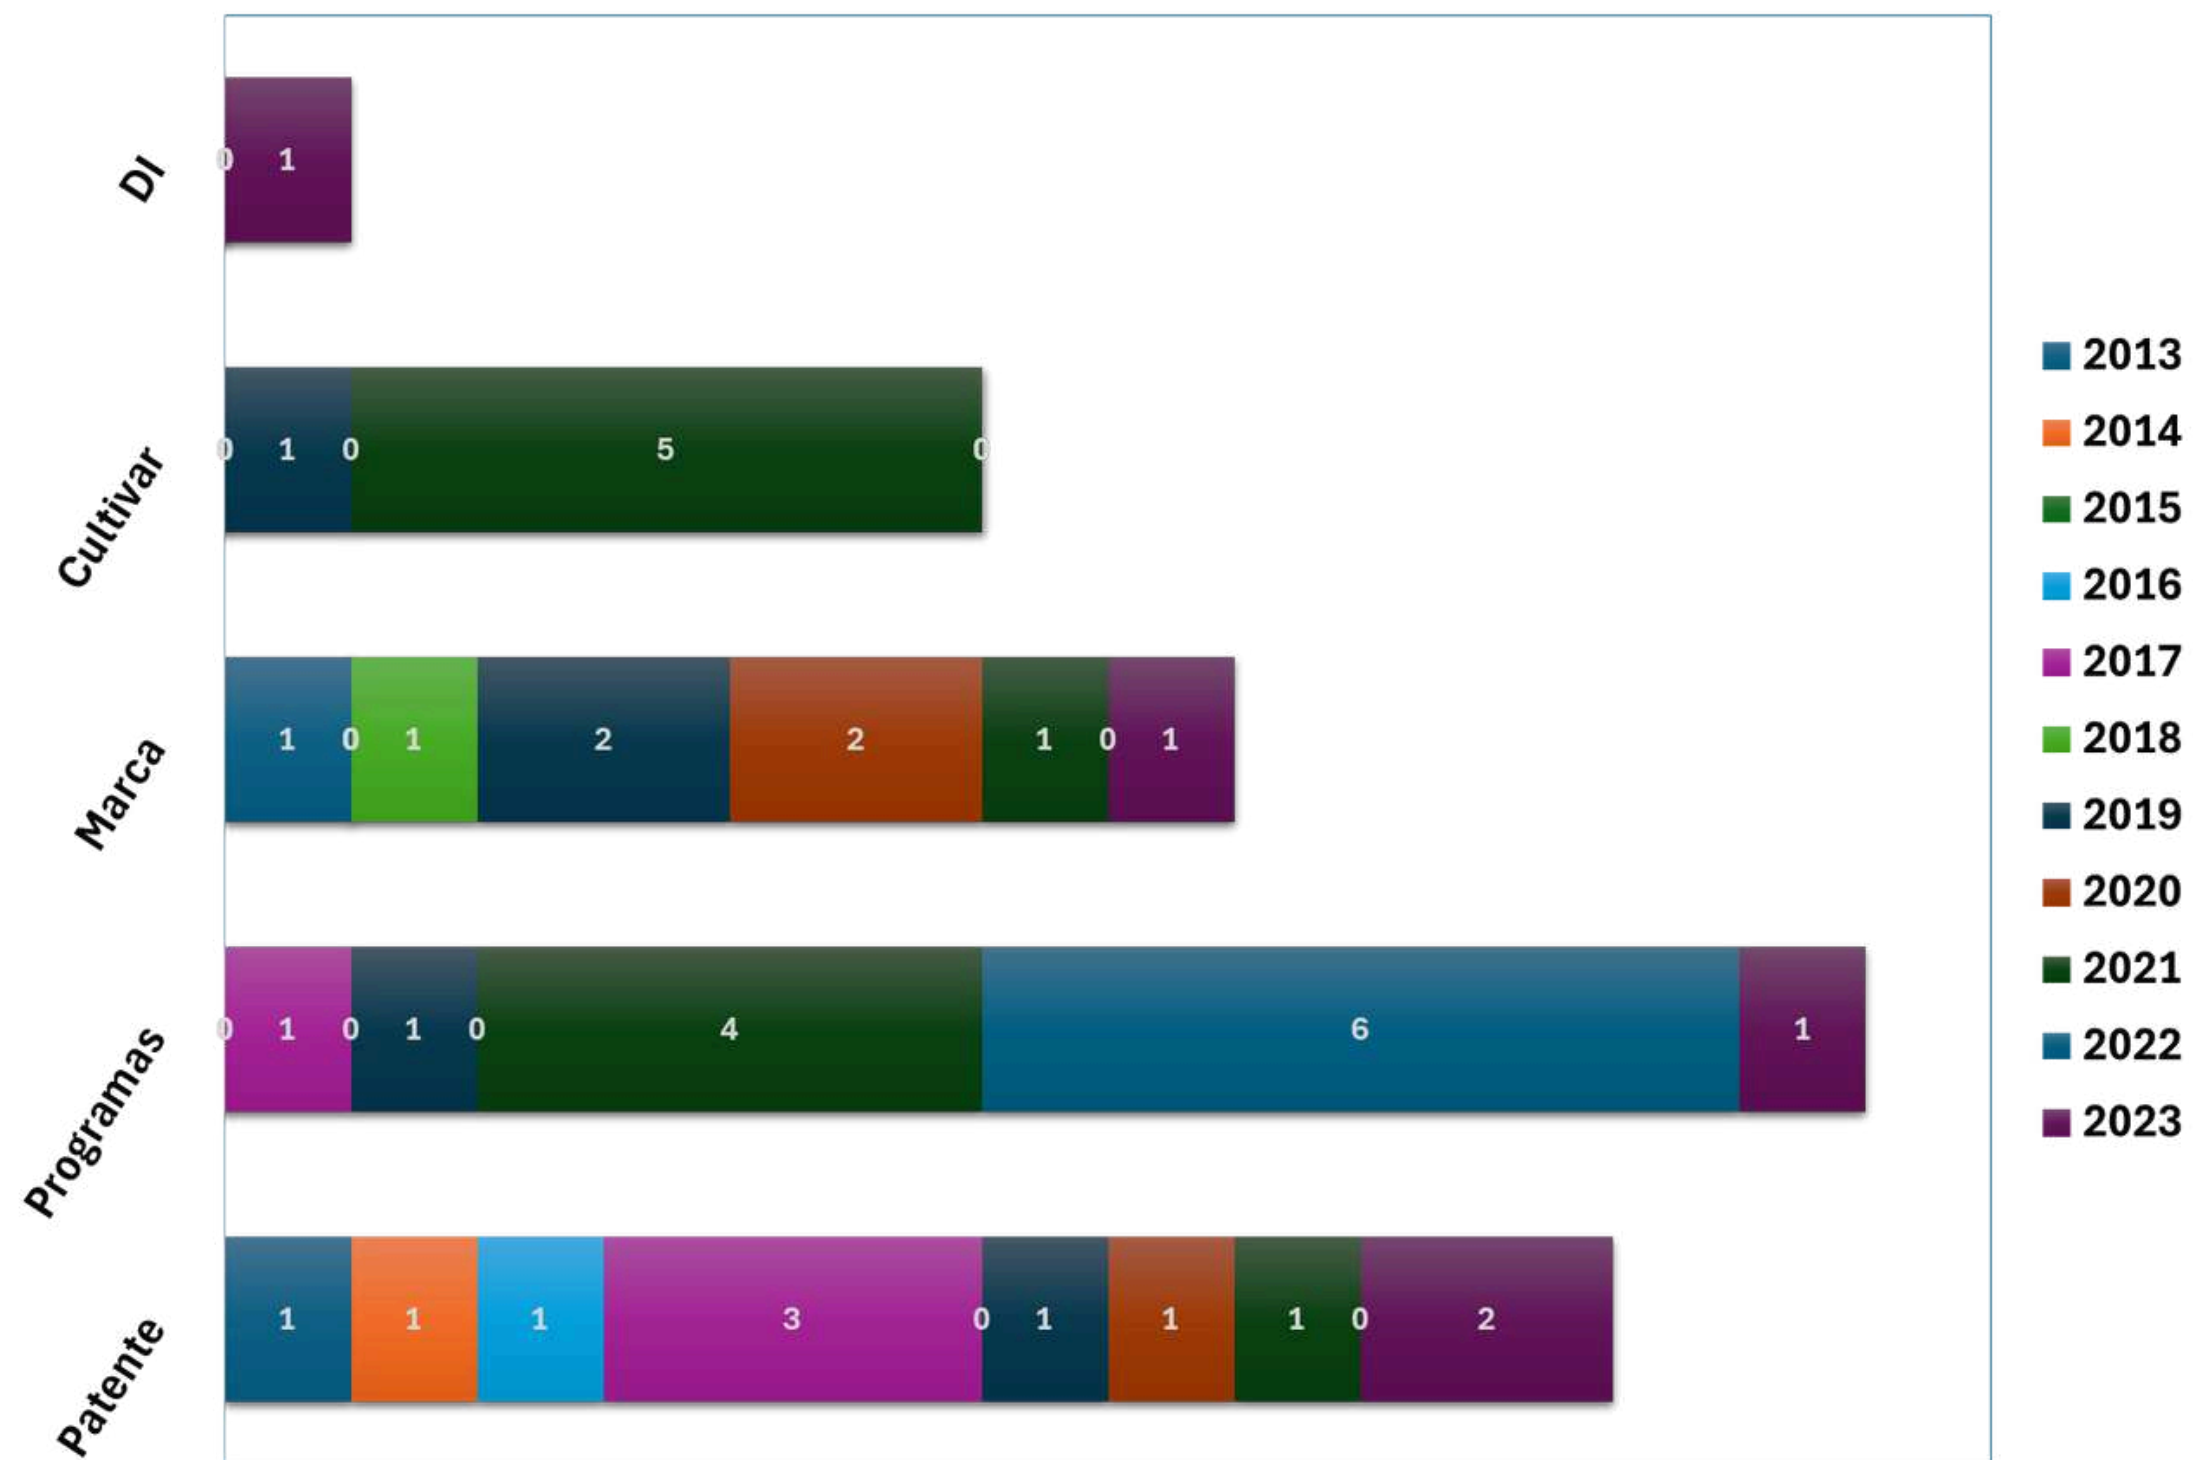 DI
0 1
Cultivar
0 1 0 5 0
Marca
1 0 1 2 2 1 0 1
Programas
0 1 0 1 0 4 6 1
Patente
1 1 1 3 0 1 1 1 0 2
2013
2014
2015
2016
2017
2018
2019
2020
2021
2022
2023